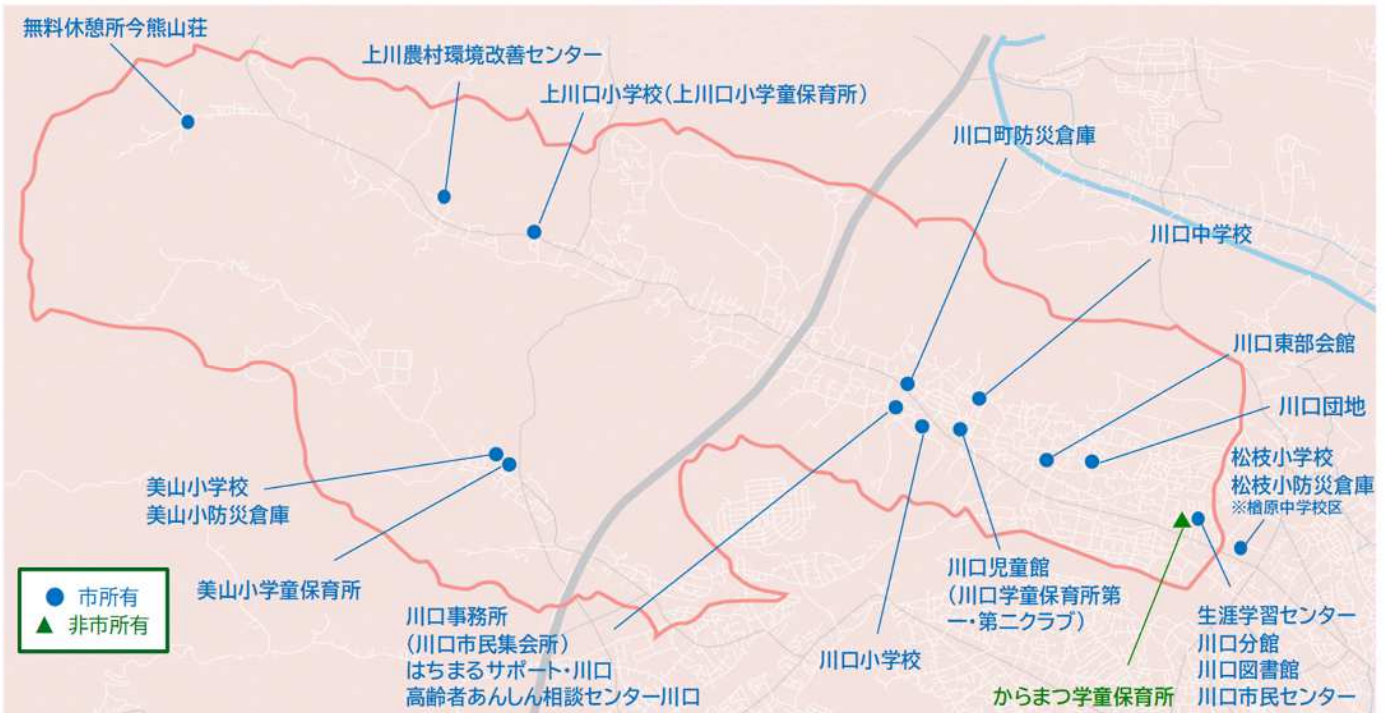 無料休憩所今熊山荘
上川農村環境改善センター
上川口小学校(上川口小学童保育所)
川口町防災倉庫
川口中学校
川口東部会館
川口団地
松枝小学校
松枝小防災倉庫
※楢原中学校区
美山小学校
美山小防災倉庫
美山小学童保育所
川口事務所
(川口市民集会所)
はちまるサポート・川口
高齢者あんしん相談センター川口
川口小学校
川口児童館
(川口学童保育所第
一・第二クラブ)
からまつ学童保育所
生涯学習センター
川口分館
川口図書館
川口市民センター
市所有
非市所有